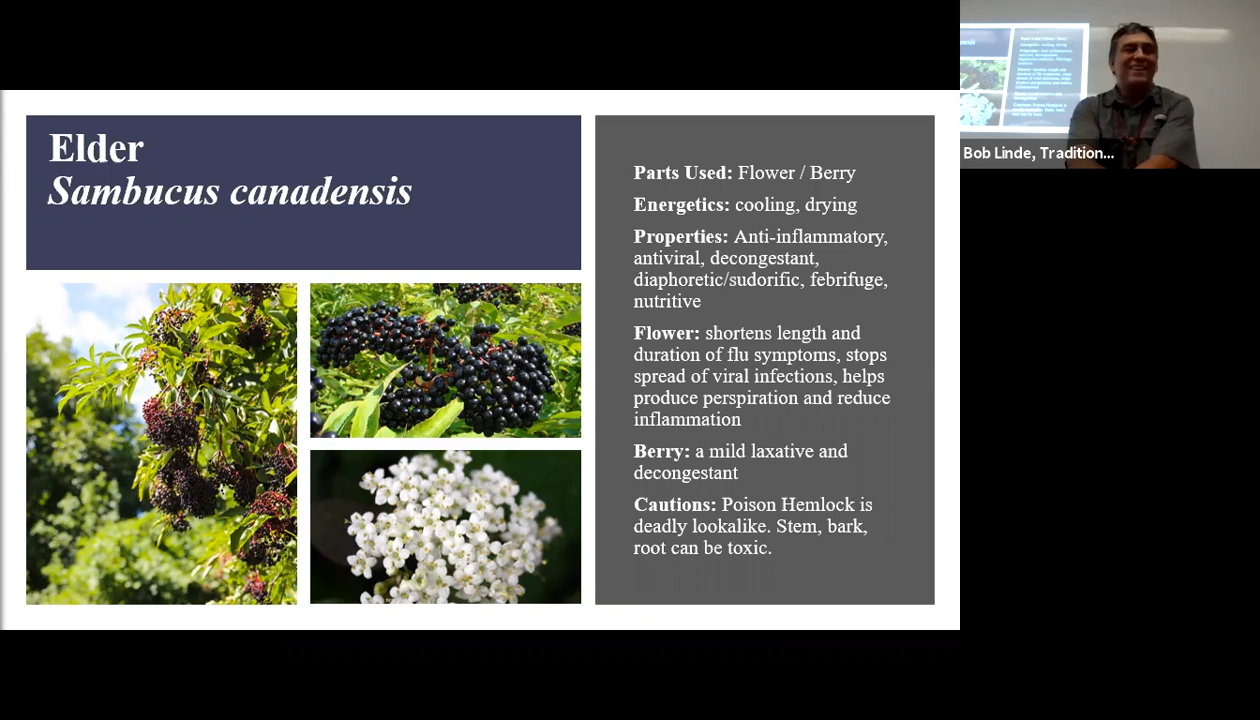 Elder
Sambucus canadensis
Parts Used: Flower / Berry
Energetics: cooling, drying
Properties: Anti-inflammatory,
antiviral, decongestant,
diaphoretic/sudorific, febrifuge,
nutritive
Flower: shortens length and
duration of flu symptoms, stops
spread of viral infections, helps
produce perspiration and reduce
inflammation
Berry: a mild laxative and
decongestant
Cautions: Poison Hemlock is
deadly lookalike. Stem, bark,
root can be toxic.
Bob Linde, Tradition...